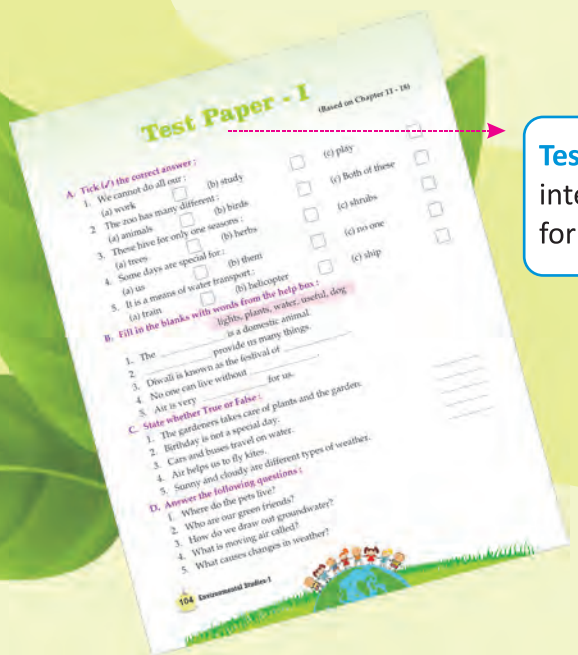 Test Paper - I
(Based on Chapter 11 - 18)
A. Tick (✓) the correct answer :
1. We cannot do all our :
(a) work (b) study (c) play
2 The zoo has many different :
(a) animals (b) birds (c) Both of these
3. These live for only one seasons :
(a) trees (b) herbs (c) shrubs
4. Some days are special for :
(a) us (b) them (c) no one
5. It is a means of water transport :
(a) train (b) helicopter (c) ship
B. Fill in the blanks with words from the help box :
lights, plants, water, useful, dog
1. The ____________ is a domestic animal.
2. ____________ provide us many things.
3. Diwali is known as the festival of ____________.
4. No one can live without ____________.
5. Air is very ____________ for us.
C. State whether True or False :
1. The gardeners takes care of plants and the garden.
2. Birthday is not a special day.
3. Cars and buses travel on water.
4. Air helps us to fly kites.
5. Sunny and cloudy are different types of weather.
D. Answer the following questions :
1. Where do the pets live?
2. Who are our green friends?
3. How do we draw out groundwater?
4. What is moving air called?
5. What causes changes in weather?
104 Environmental Studies-1
Tes
inte
for